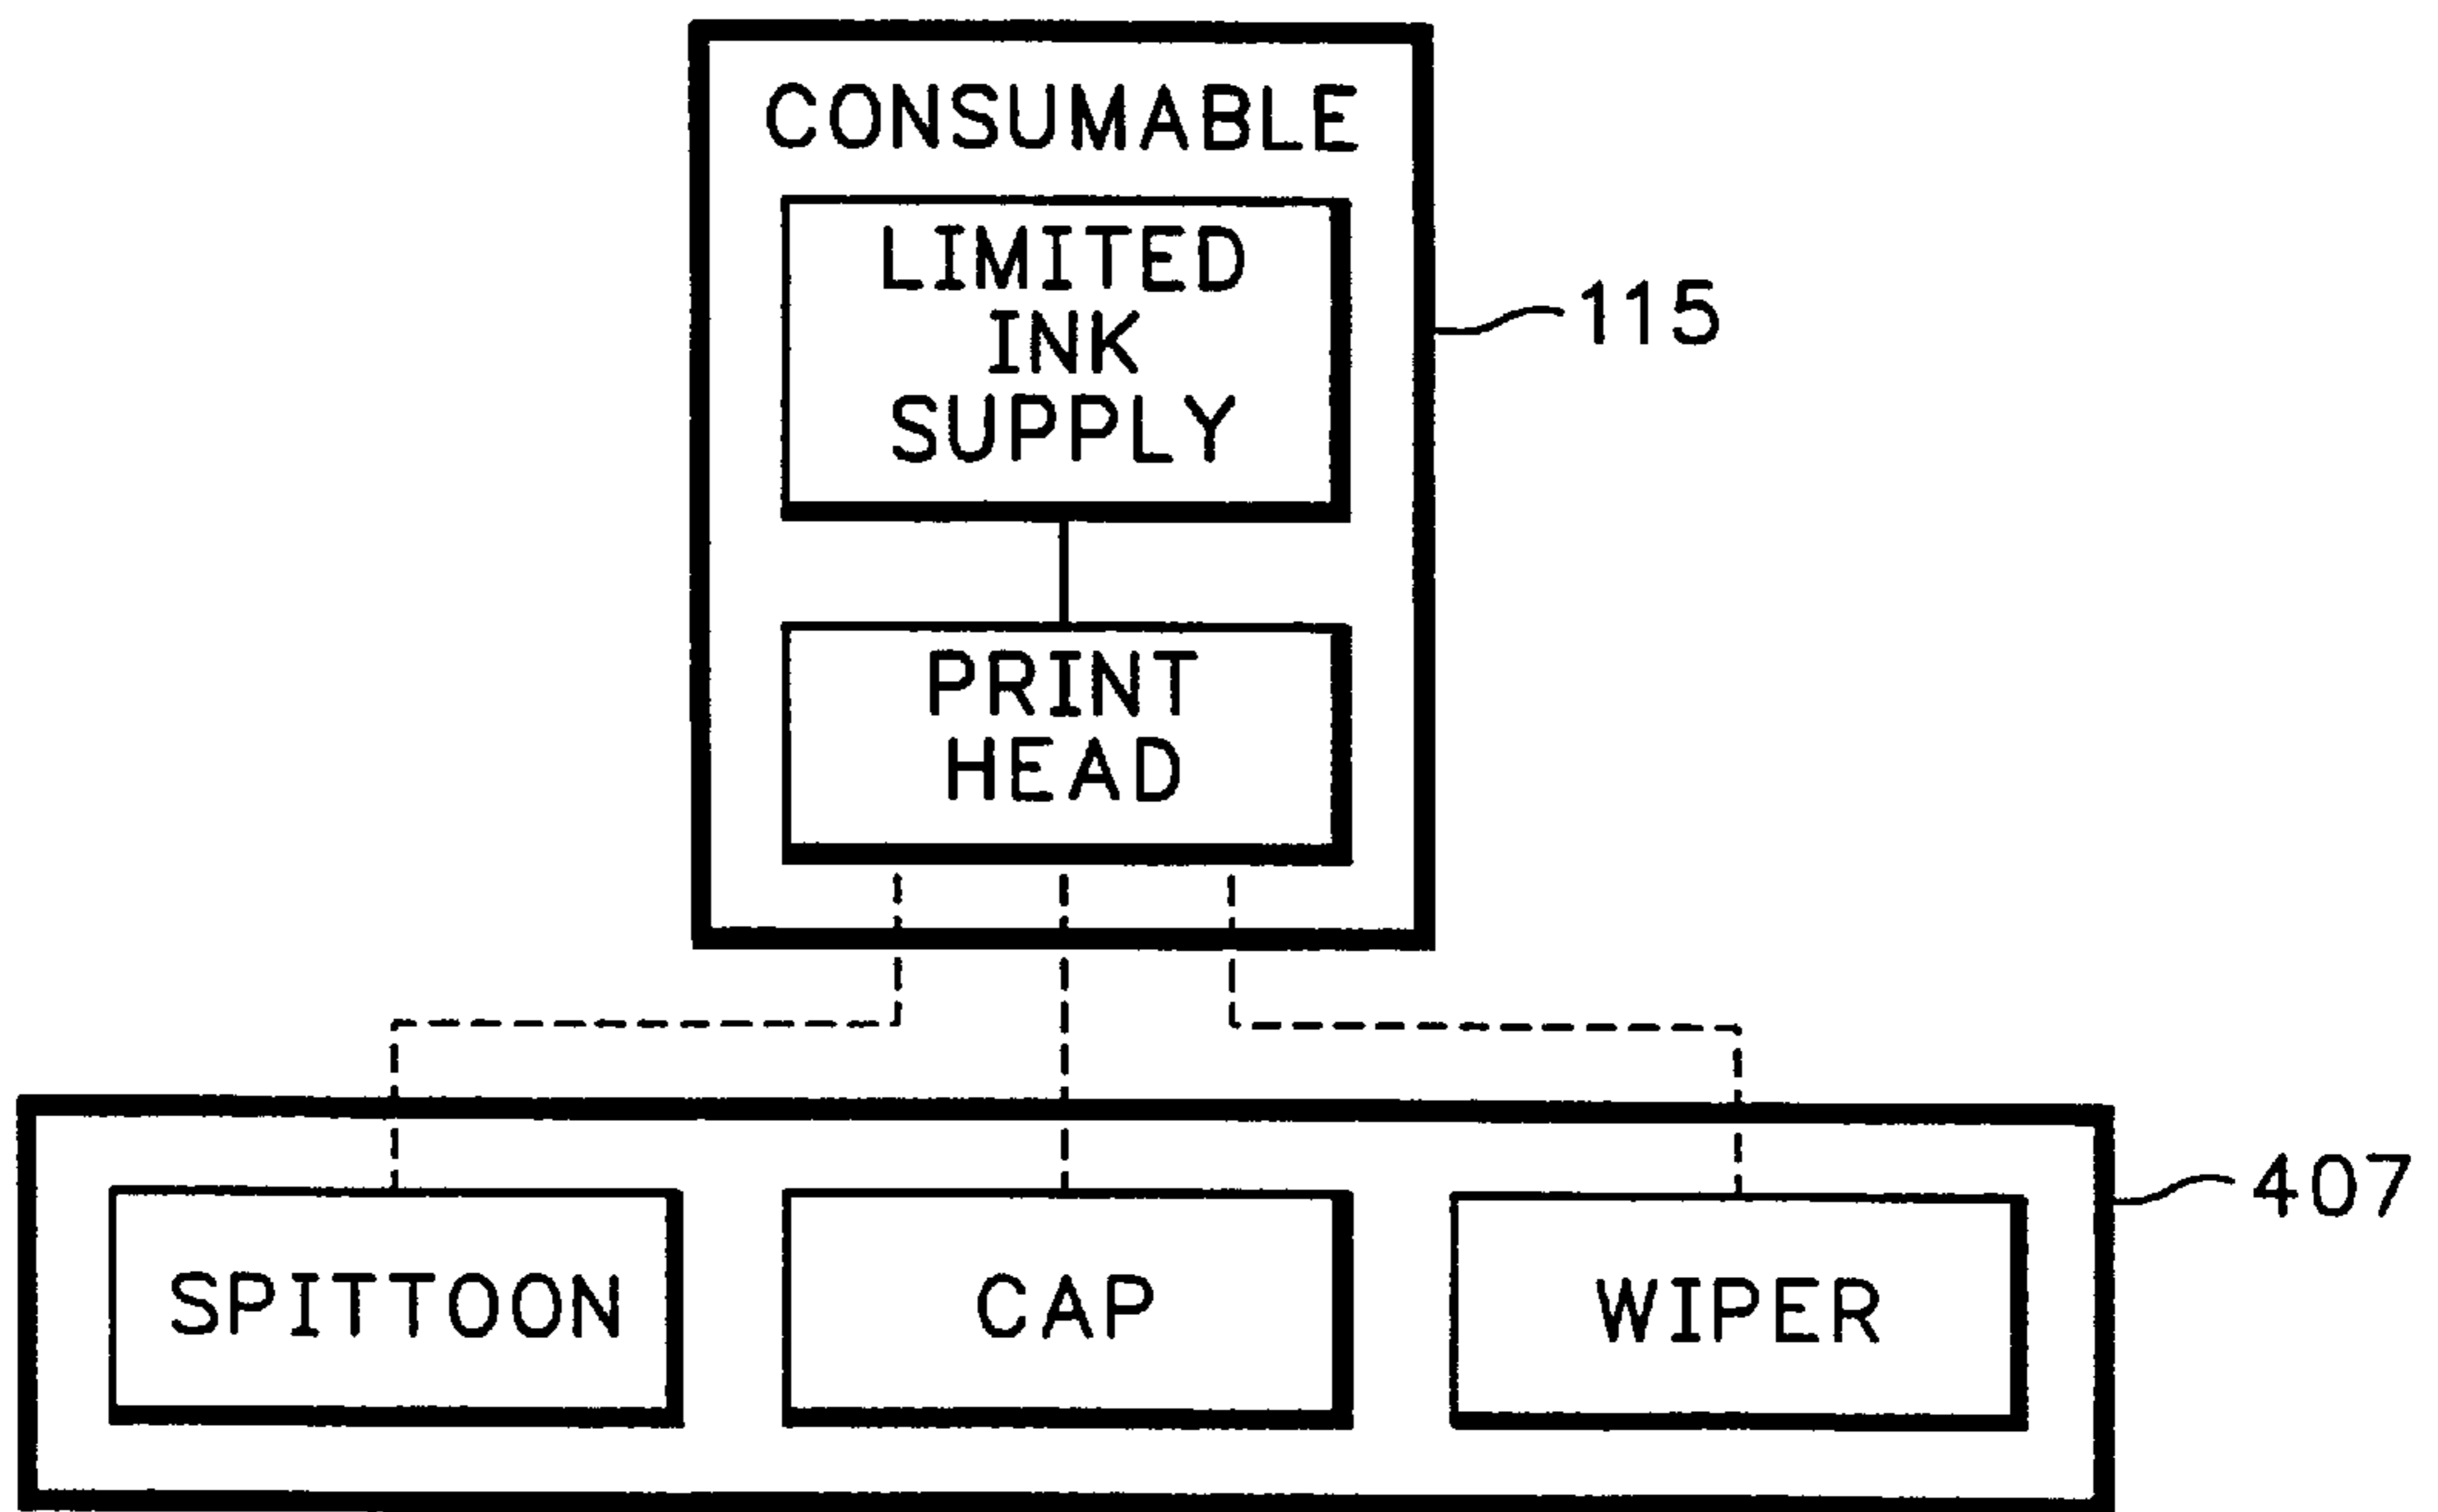 CONSUMABLE
LIMITED
INK
SUPPLY
115
PRINT
HEAD
407
SPITTOON
CAP
WIPER